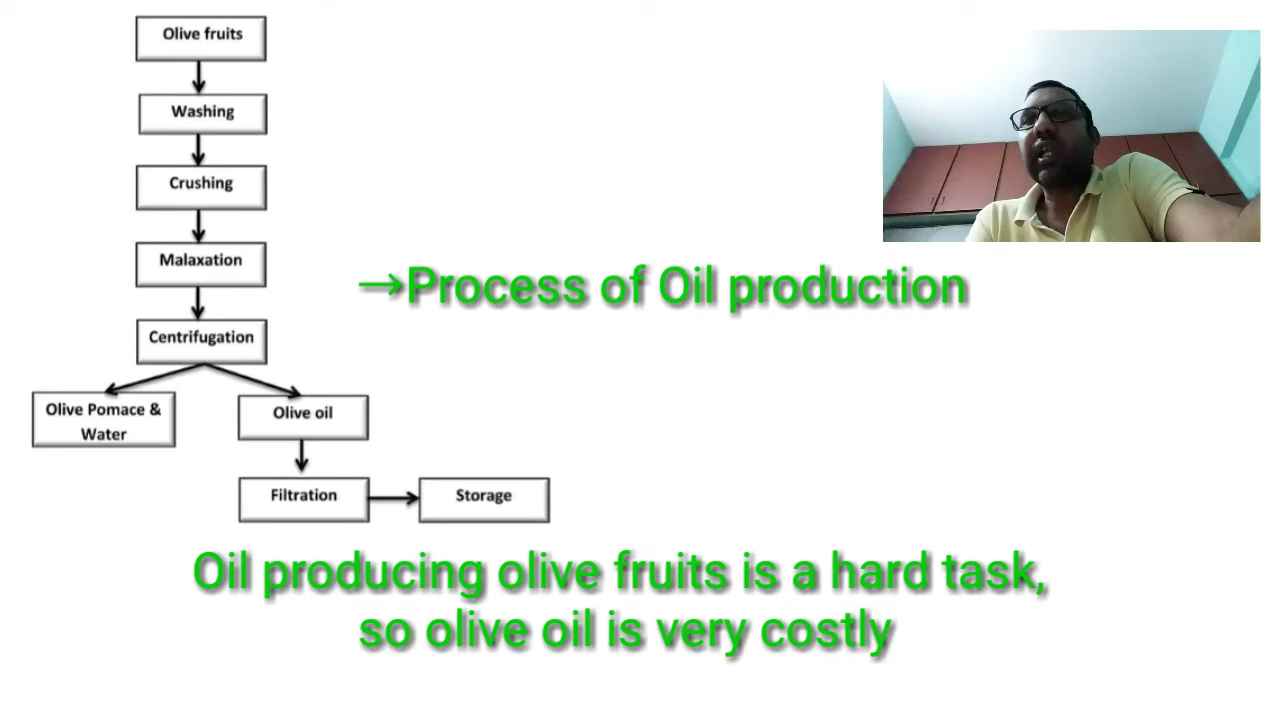 Olive fruits
Washing
Crushing
Malaxation
→Process of Oil production
Centrifugation
Olive Pomace &
Water
Olive oil
Filtration
Storage
Oil producing olive fruits is a hard task,
so olive oil is very costly